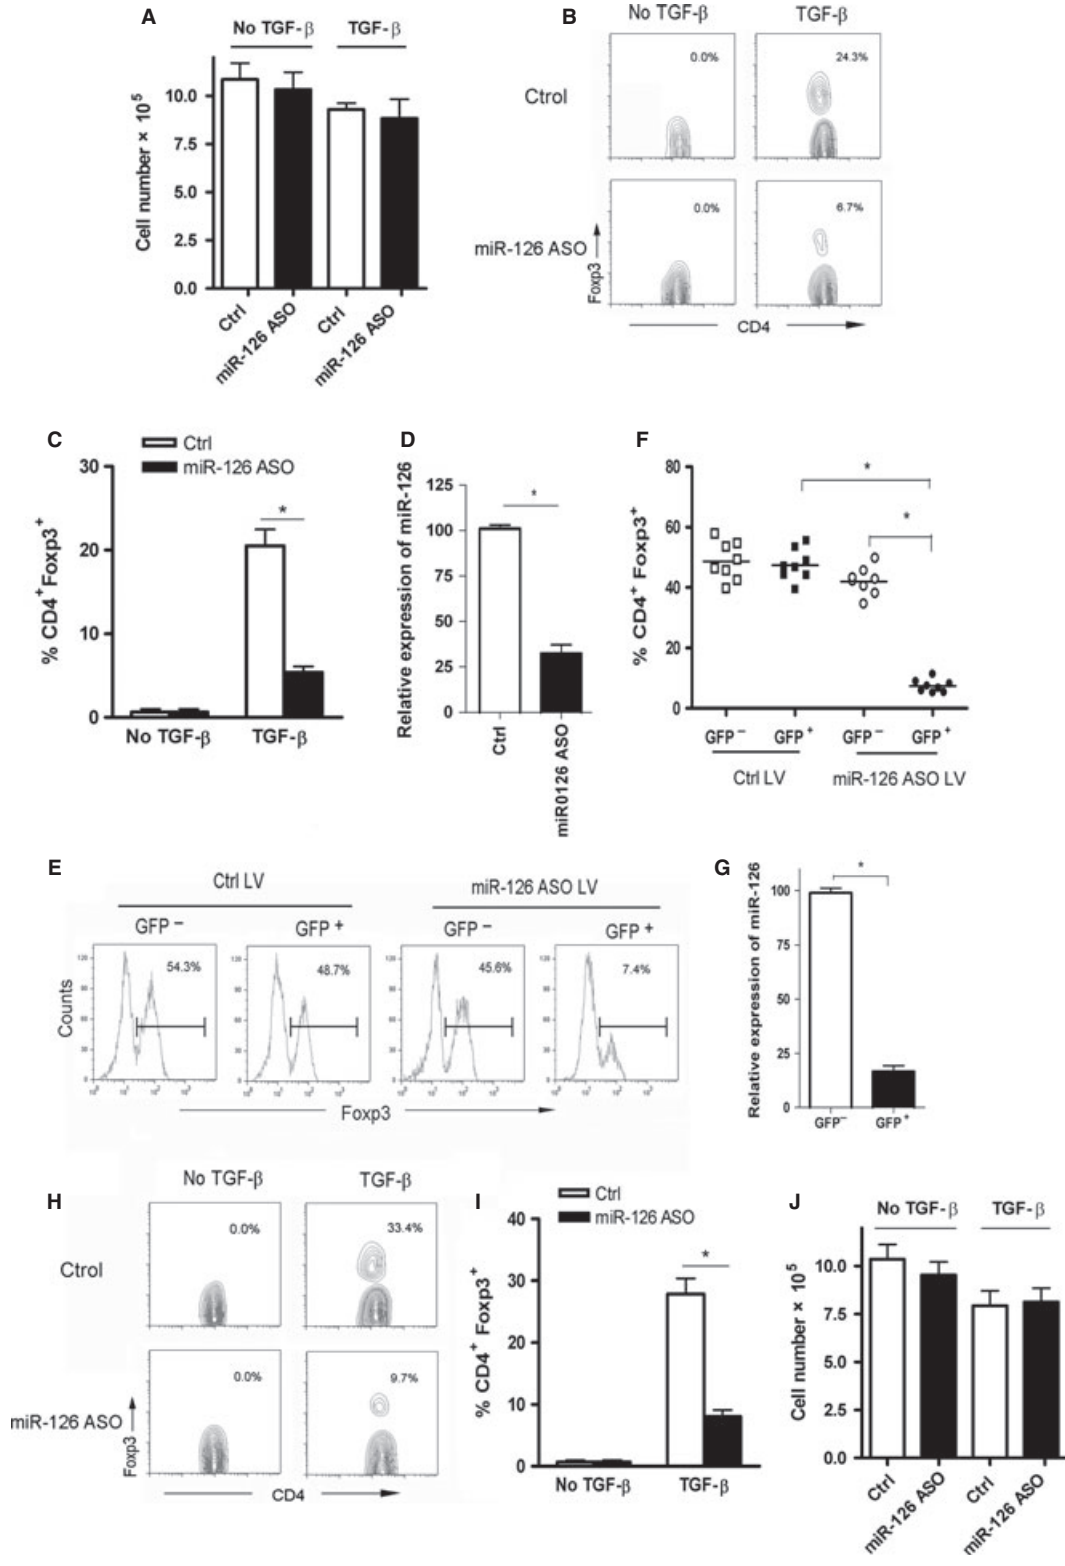 A
No TGF-β TGF-β
Cell number × 10⁵
10.0
7.5
5.0
2.5
0.0
Ctrl
miR-126 ASO
Ctrl
miR-126 ASO
B
No TGF-β TGF-β
Ctrol
0.0%
24.3%
miR-126 ASO
0.0%
6.7%
Foxp3
CD4
C
Ctrl
miR-126 ASO
% CD4⁺Foxp3⁺
30
20
10
0
*
No TGF-β TGF-β
D
Relative expression of miR-126
125
100
75
50
25
0
*
Ctrl
miR0126 ASO
F
% CD4⁺ Foxp3⁺
80
60
40
20
0
*
*
GFP⁻ GFP⁺ GFP⁻ GFP⁺
Ctrl LV miR-126 ASO LV
E
Ctrl LV miR-126 ASO LV
GFP⁻ GFP⁺ GFP⁻ GFP⁺
54.3% 48.7% 45.6% 7.4%
Counts
120
90
60
30
0
Foxp3
G
Relative expression of miR-126
100
75
50
25
0
*
GFP⁻ GFP⁺
H
No TGF-β TGF-β
Ctrol
0.0%
33.4%
miR-126 ASO
0.0%
9.7%
Foxp3
CD4
I
Ctrl
miR-126 ASO
% CD4⁺ Foxp3⁺
40
30
20
10
0
*
No TGF-β TGF-β
J
No TGF-β TGF-β
Cell number × 10⁵
10.0
7.5
5.0
2.5
0.0
Ctrl
miR-126 ASO
Ctrl
miR-126 ASO